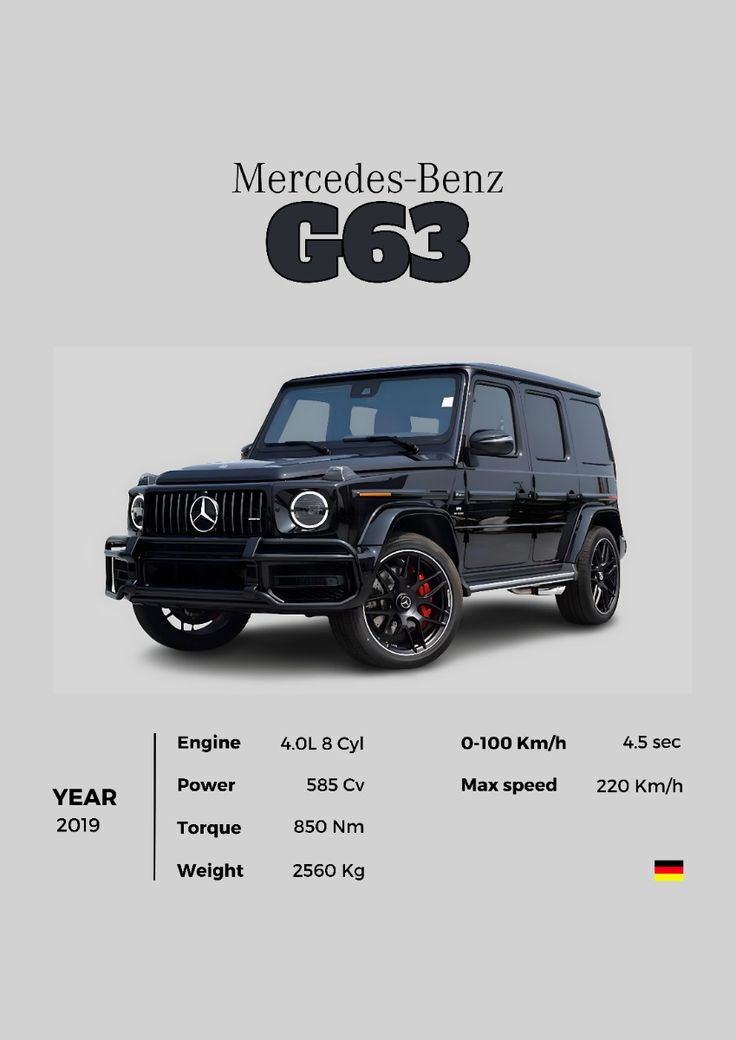 Mercedes-Benz
G63
YEAR
2019
Engine 4.0L 8 Cyl
Power 585 Cv
Torque 850 Nm
Weight 2560 Kg
0-100 Km/h 4.5 sec
Max speed 220 Km/h